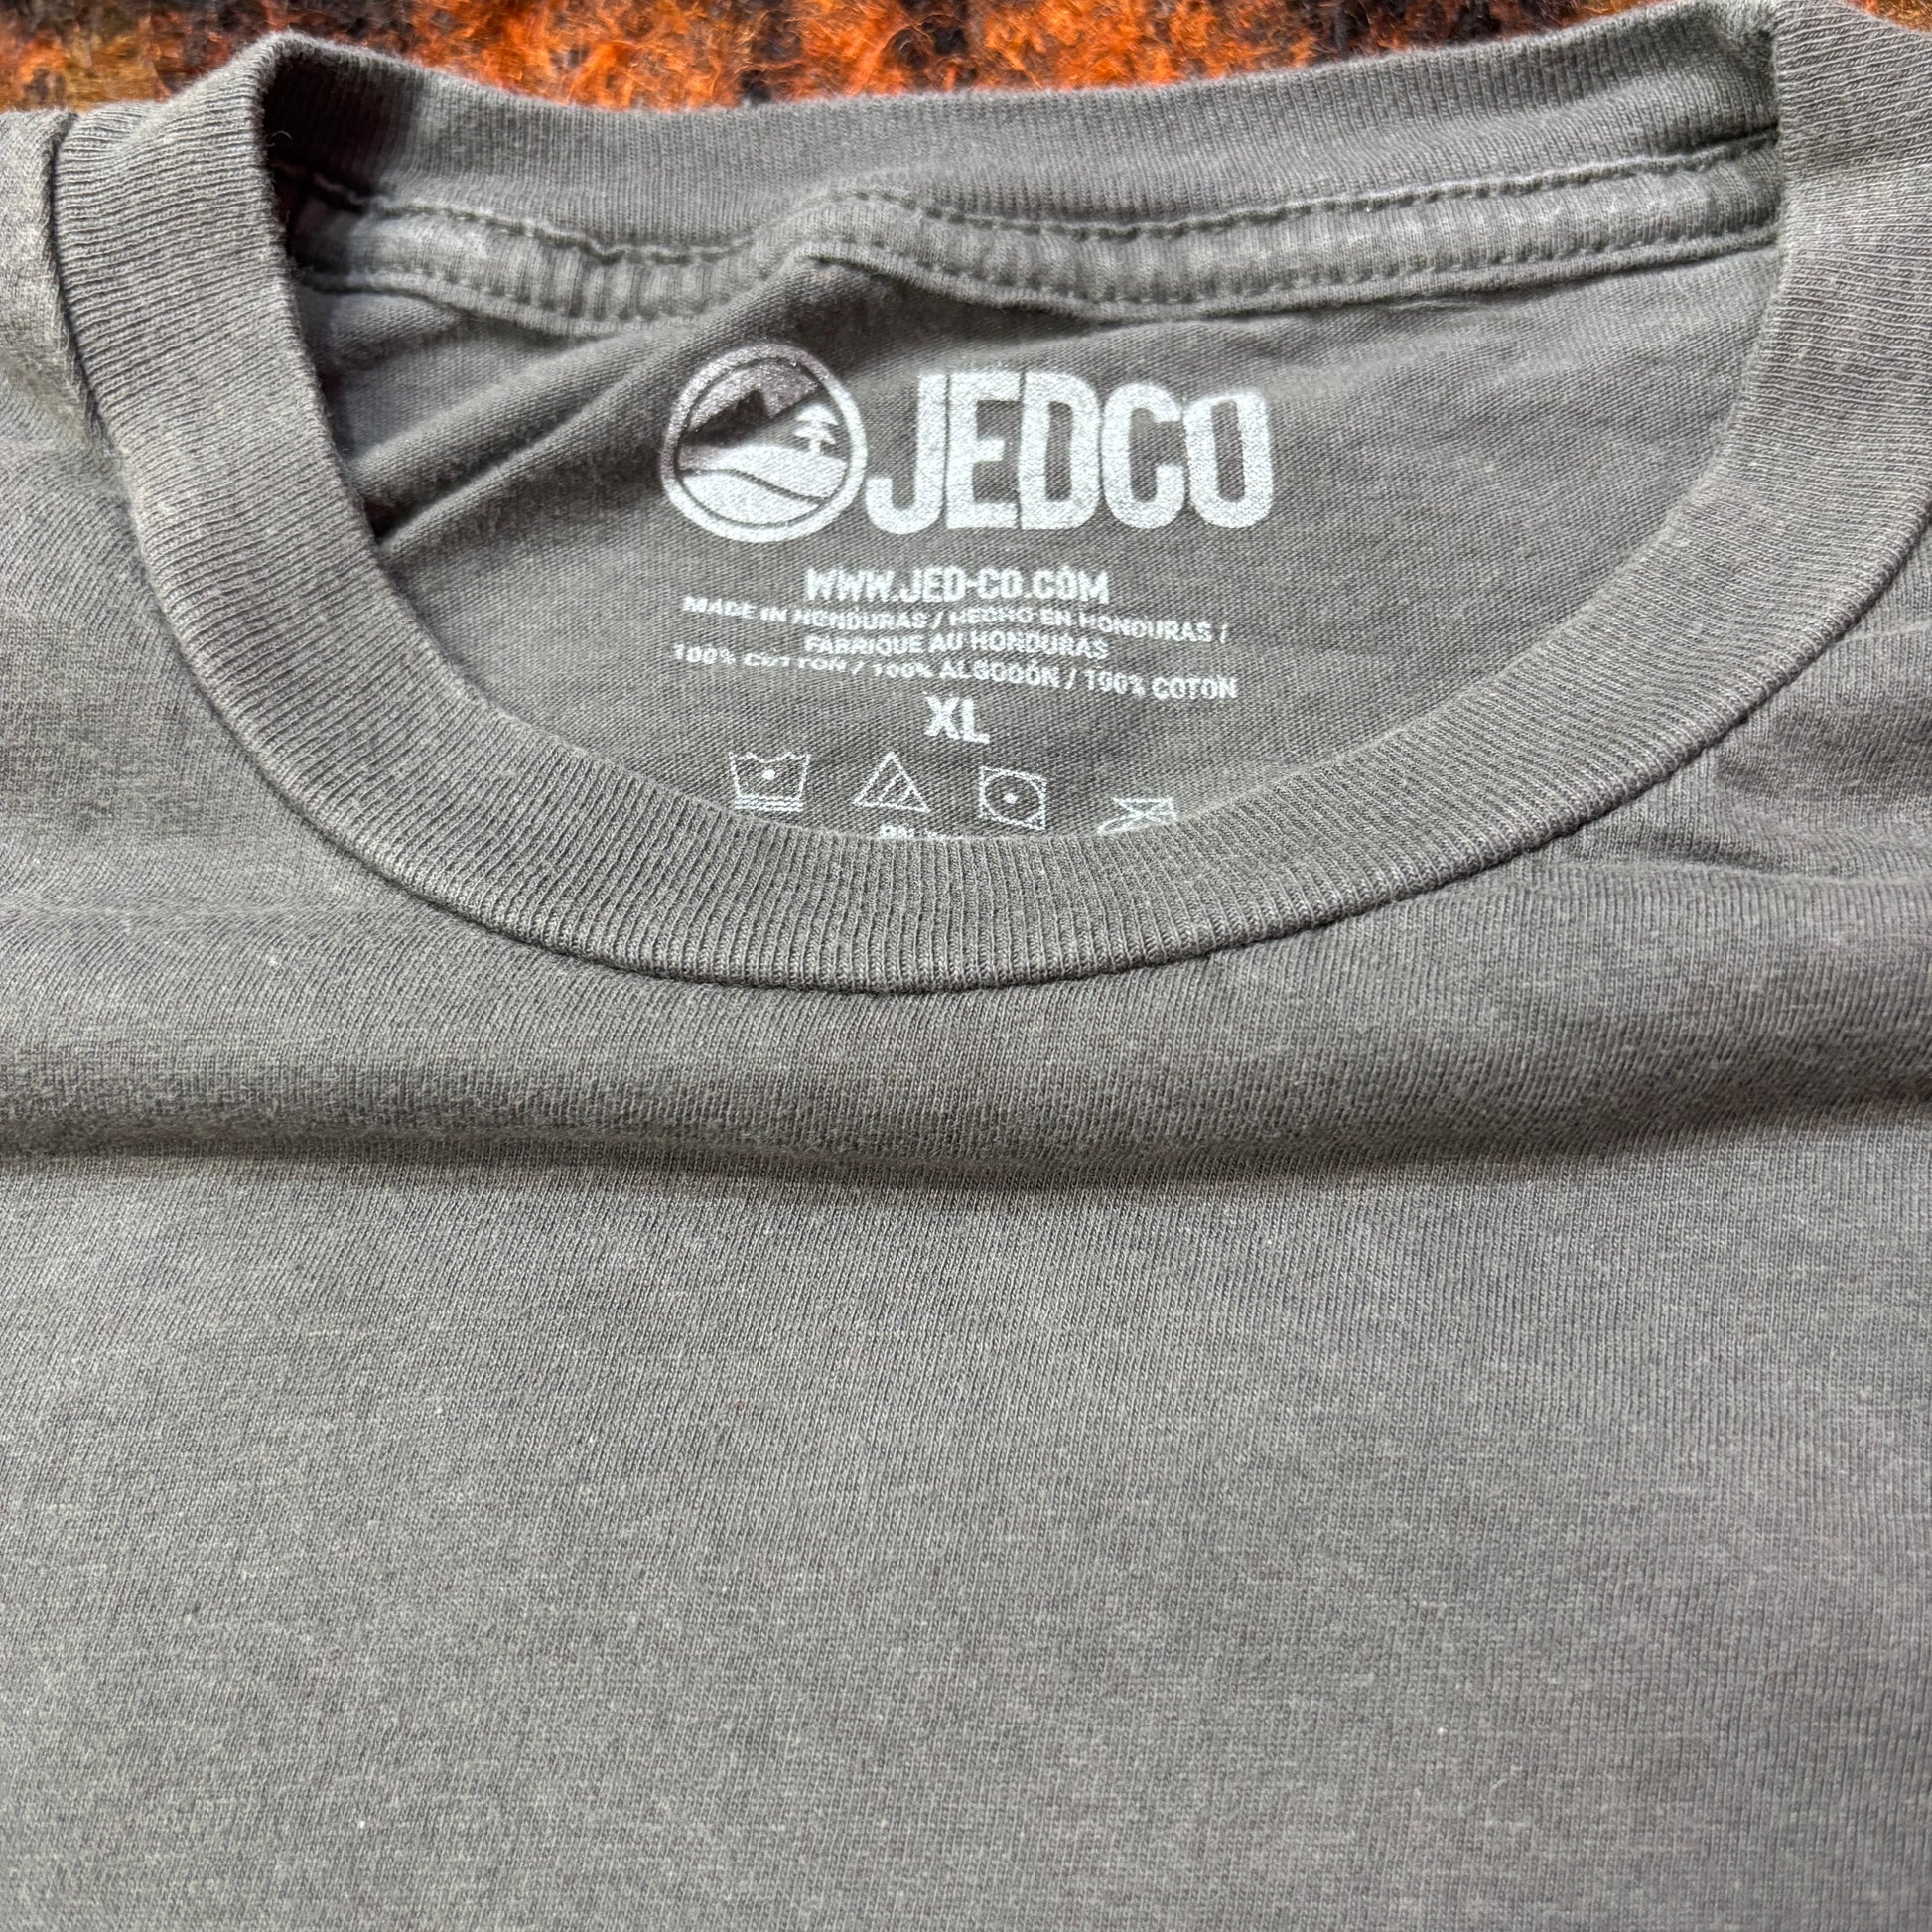 JEDCO
WWW.JED-CO.COM
MADE IN HONDURAS / HECHO EN HONDURAS /
FABRIQUE AU HONDURAS
100% COTTON / 100% ALGODÓN / 100% COTON
XL